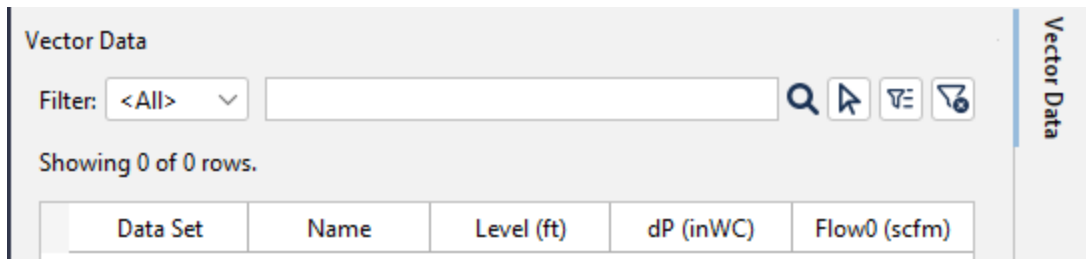 Vector Data
Filter: <All>
Showing 0 of 0 rows.
Data Set Name Level (ft) dP (inWC) Flow0 (scfm)
Vector Data